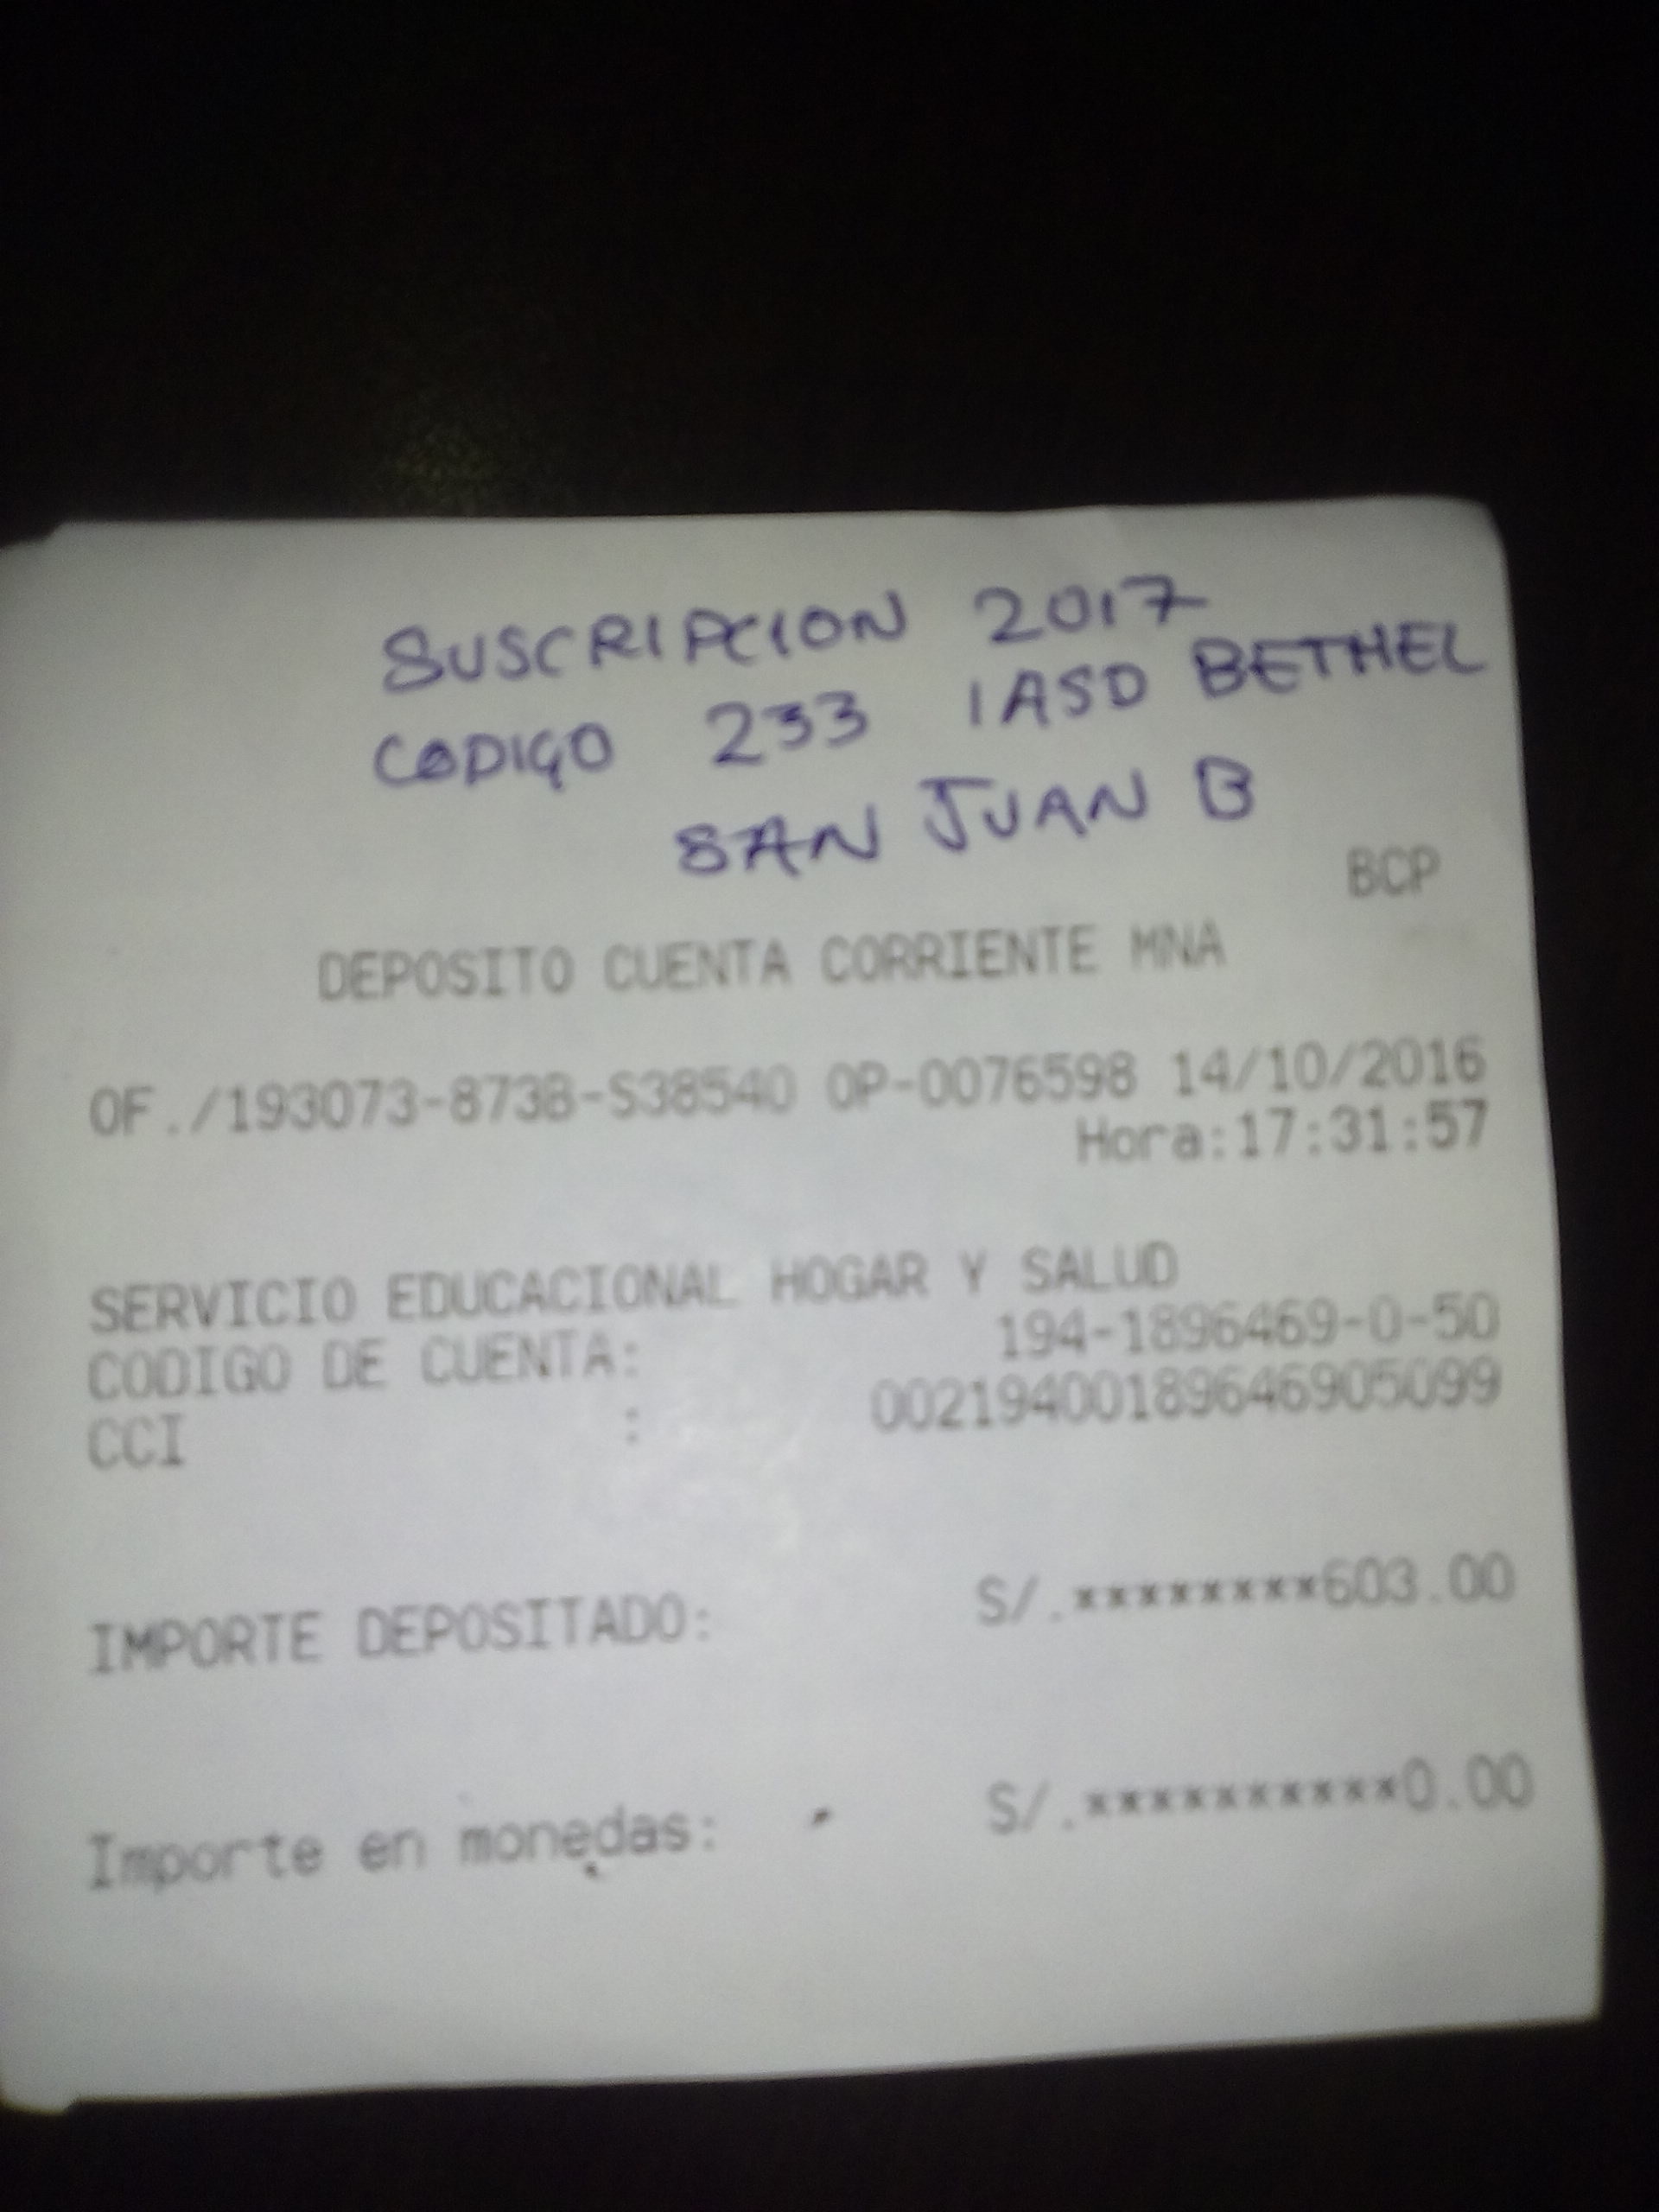 SUSCRIPCION 2017
CODIGO 233 IASD BETHEL
SAN JUAN B
BCP
DEPOSITO CUENTA CORRIENTE MNA
OF./193073-873B-S38540 OP-0076598 14/10/2016
Hora:17:31:57
SERVICIO EDUCACIONAL HOGAR Y SALUD
CODIGO DE CUENTA: 194-1896469-0-50
CCI : 00219400189646905099
IMPORTE DEPOSITADO: S/.********603.00
Importe en monedas: S/.**********0.00